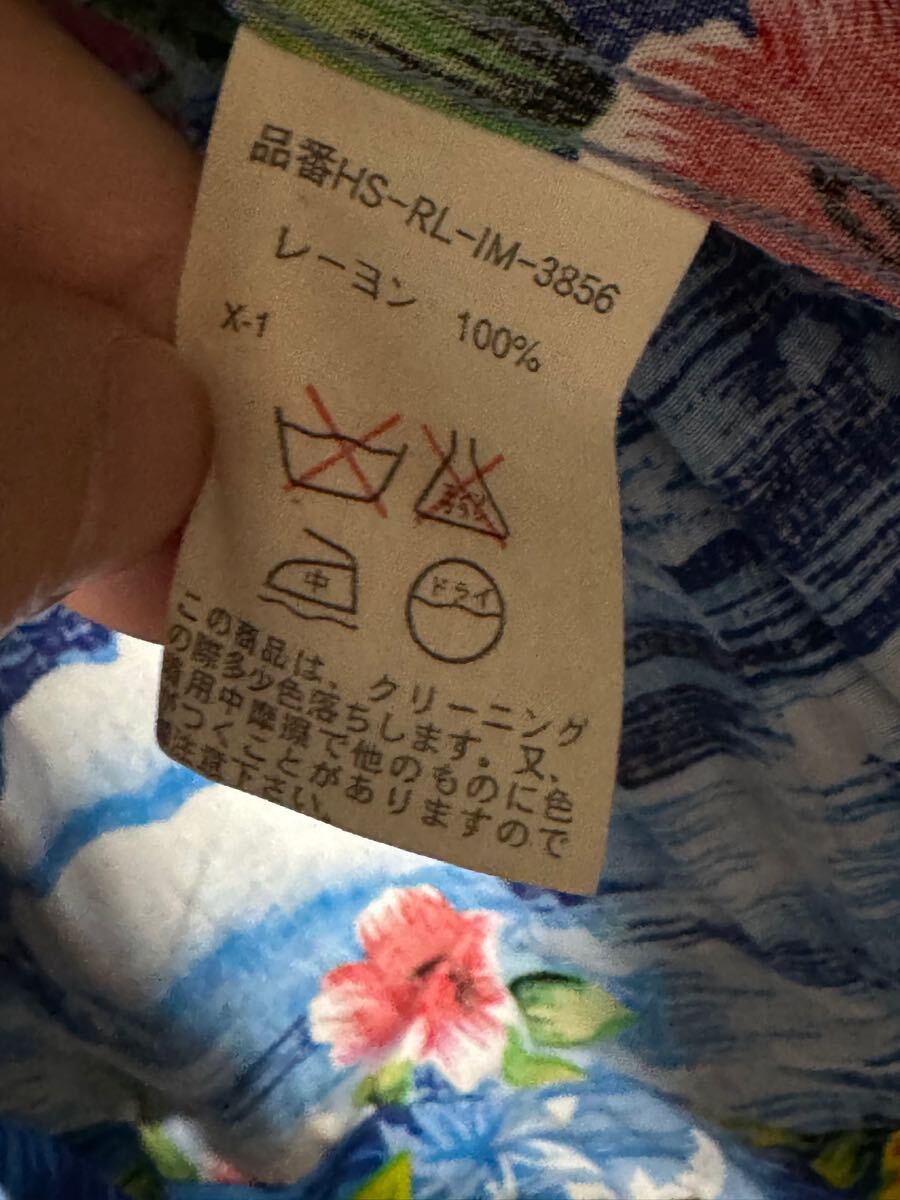 品番HS-RL-IM-3856
レーヨン 100%
X-1
中
ドライ
この商品は、クリーニング
の際多少色落ちします。又、
着用中摩擦で他のものに色
がつくことがありますので
注意下さい。